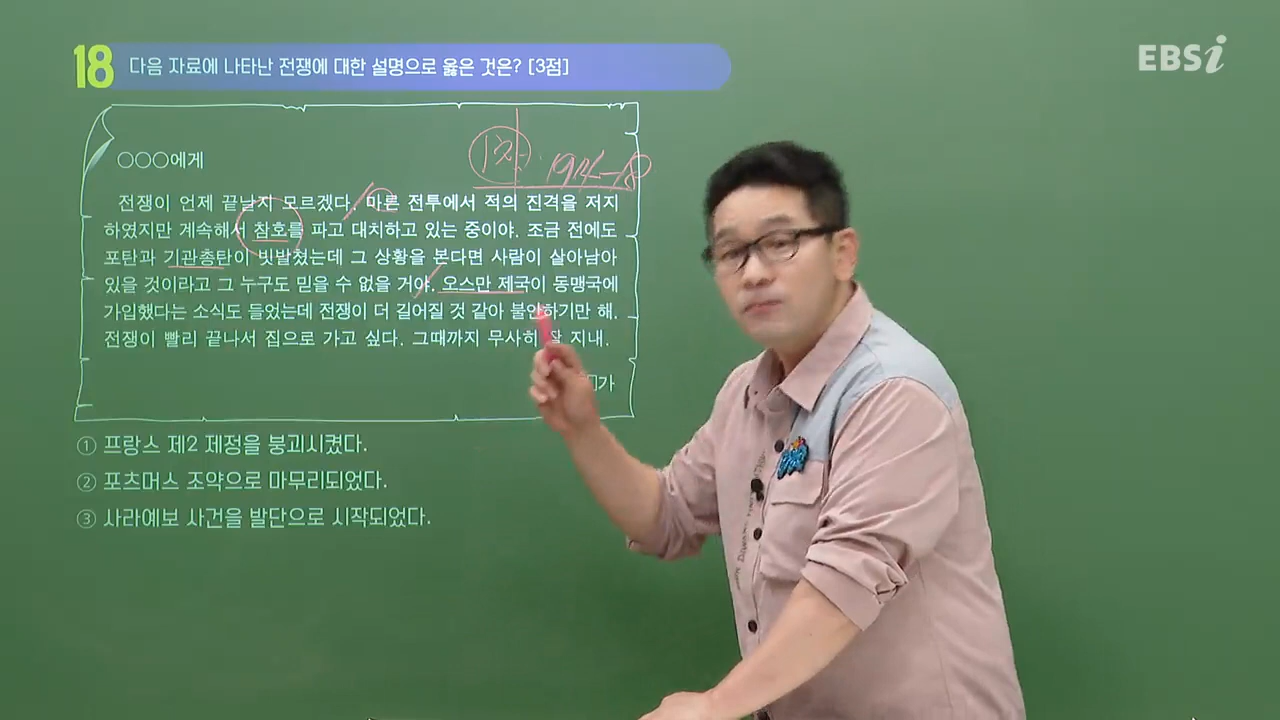 EBSi
18 다음 자료에 나타난 전쟁에 대한 설명으로 옳은 것은? [3점]
1차 1914-18
○○○에게
전쟁이 언제 끝날지 모르겠다. 마른 전투에서 적의 진격을 저지
하였지만 계속해서 참호를 파고 대치하고 있는 중이야. 조금 전에도
포탄과 기관총탄이 빗발쳤는데 그 상황을 본다면 사람이 살아남아
있을 것이라고 그 누구도 믿을 수 없을 거야. 오스만 제국이 동맹국에
가입했다는 소식도 들었는데 전쟁이 더 길어질 것 같아 불안하기만 해.
전쟁이 빨리 끝나서 집으로 가고 싶다. 그때까지 무사히 잘 지내.
□가
① 프랑스 제2 제정을 붕괴시켰다.
② 포츠머스 조약으로 마무리되었다.
③ 사라예보 사건을 발단으로 시작되었다.